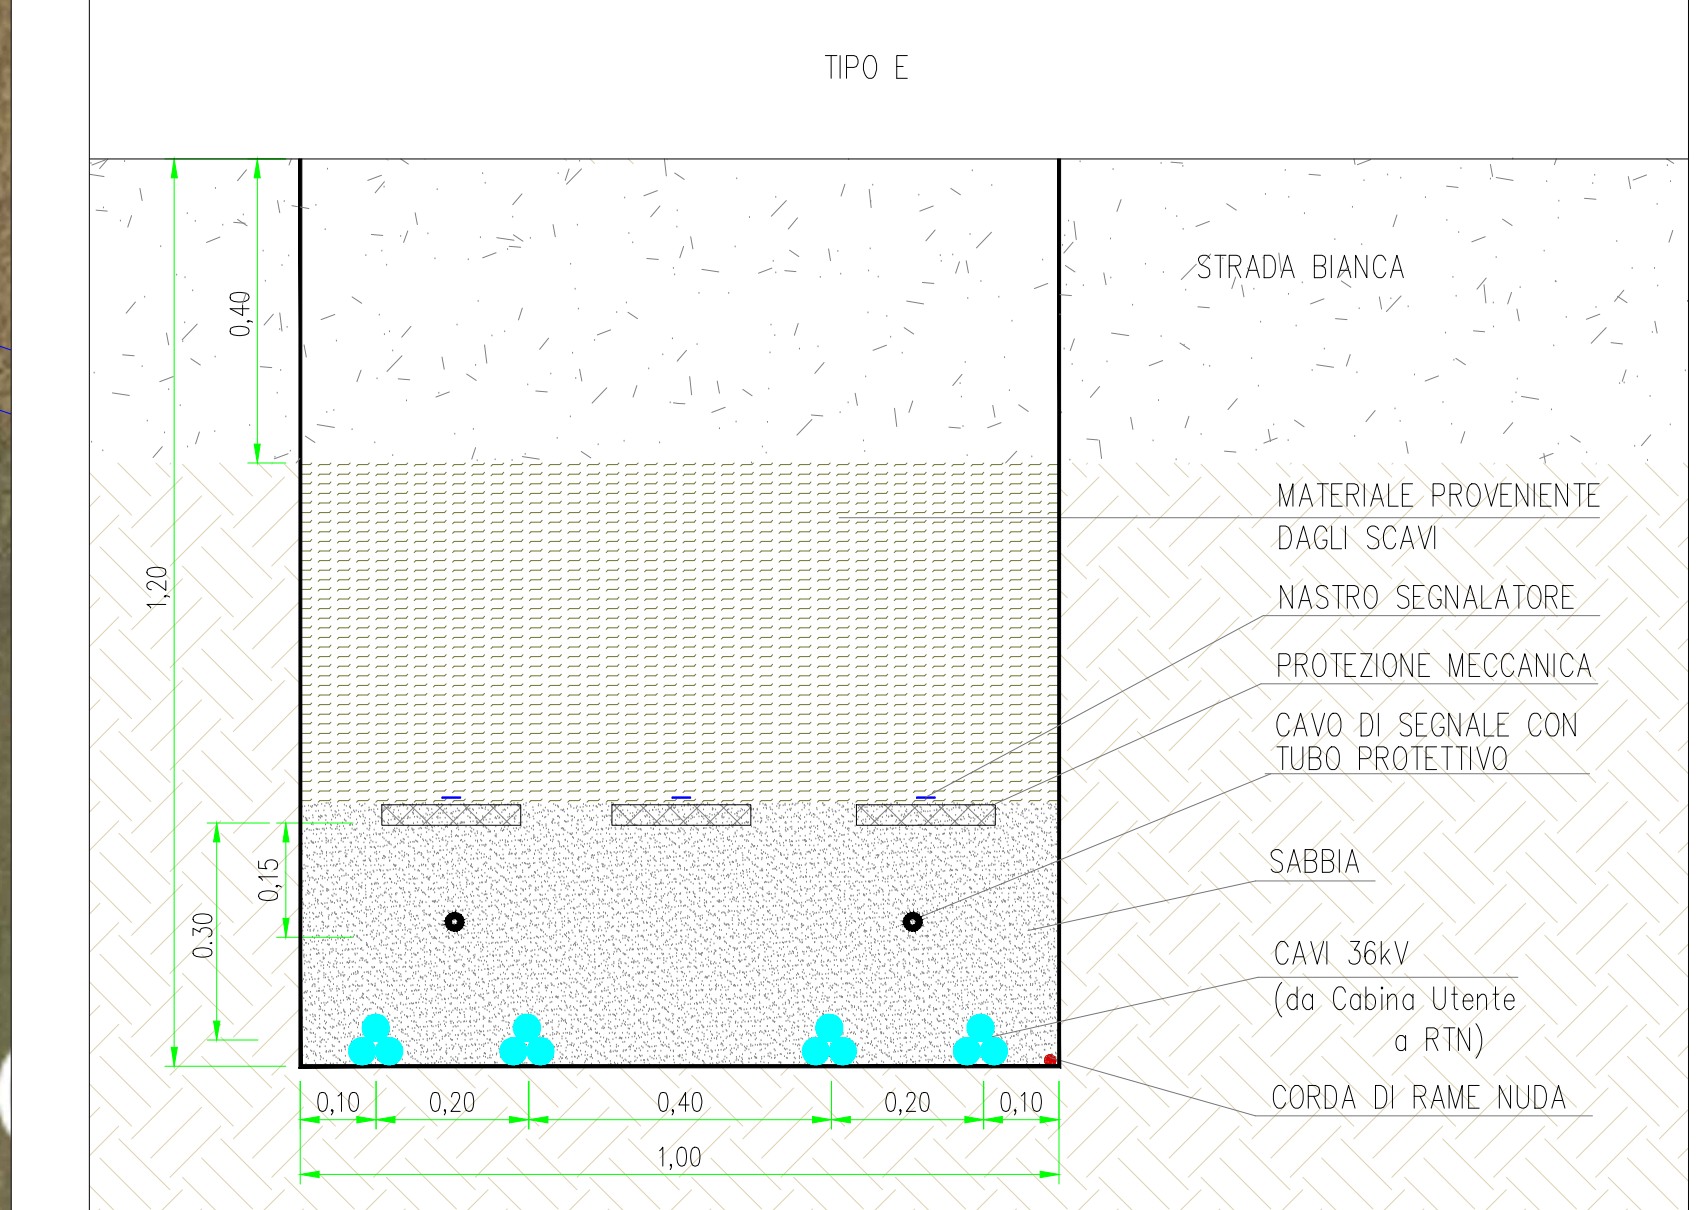 TIPO E
STRADA BIANCA
0,40
1,20
MATERIALE PROVENIENTE
DAGLI SCAVI
NASTRO SEGNALATORE
PROTEZIONE MECCANICA
CAVO DI SEGNALE CON
TUBO PROTETTIVO
0,15
0.30
SABBIA
CAVI 36kV
(da Cabina Utente
a RTN)
CORDA DI RAME NUDA
0,10 0,20 0,40 0,20 0,10
1,00